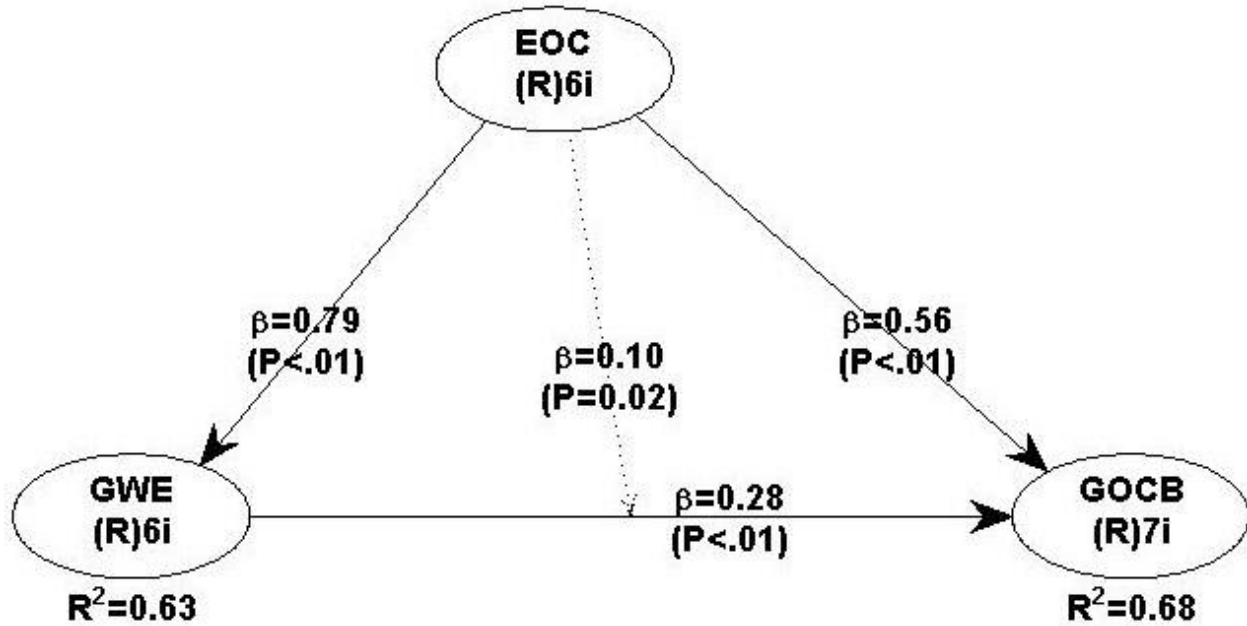 EOC
(R)6i
β=0.79
(P<.01)
β=0.10
(P=0.02)
β=0.56
(P<.01)
GWE
(R)6i
R²=0.63
β=0.28
(P<.01)
GOCB
(R)7i
R²=0.68